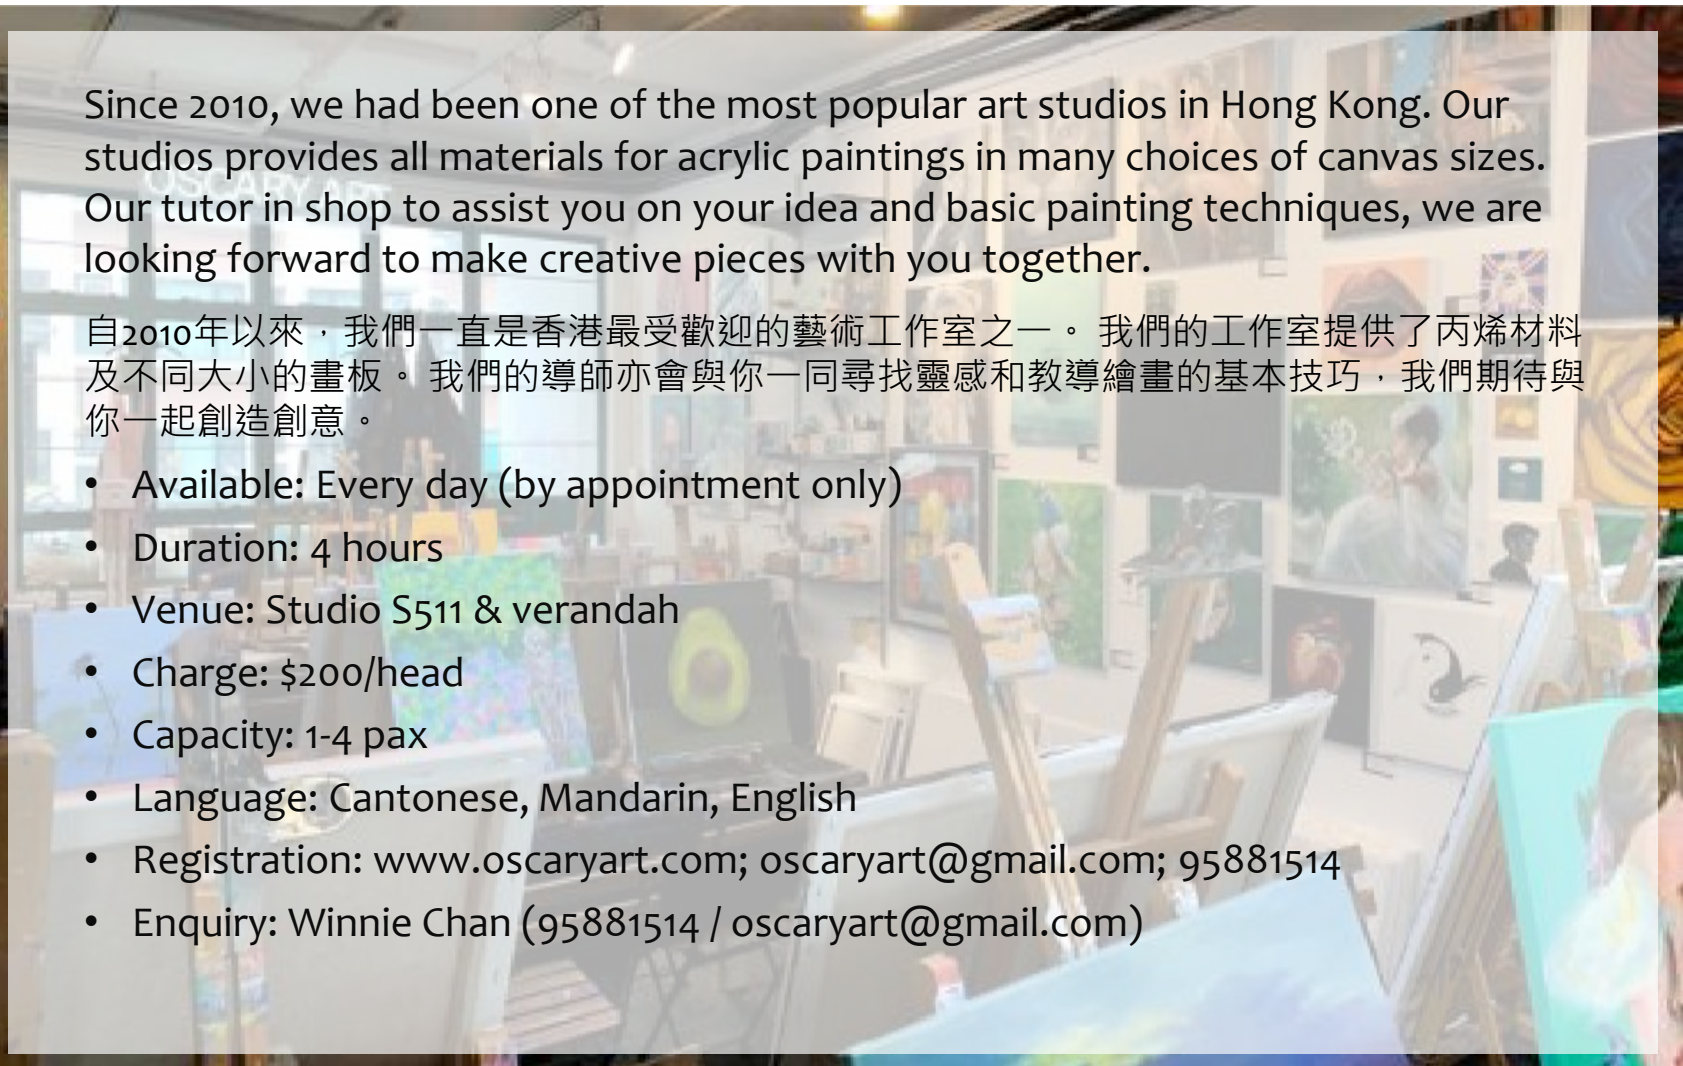 Since 2010, we had been one of the most popular art studios in Hong Kong. Our
studios provides all materials for acrylic paintings in many choices of canvas sizes.
Our tutor in shop to assist you on your idea and basic painting techniques, we are
looking forward to make creative pieces with you together.
自2010年以來，我們一直是香港最受歡迎的藝術工作室之一。 我們的工作室提供了丙烯材料
及不同大小的畫板。 我們的導師亦會與你一同尋找靈感和教導繪畫的基本技巧，我們期待與
你一起創造創意。
• Available: Every day (by appointment only)
• Duration: 4 hours
• Venue: Studio S511 & verandah
• Charge: $200/head
• Capacity: 1-4 pax
• Language: Cantonese, Mandarin, English
• Registration: www.oscaryart.com; oscaryart@gmail.com; 95881514
• Enquiry: Winnie Chan (95881514 / oscaryart@gmail.com)
OSCARY ART